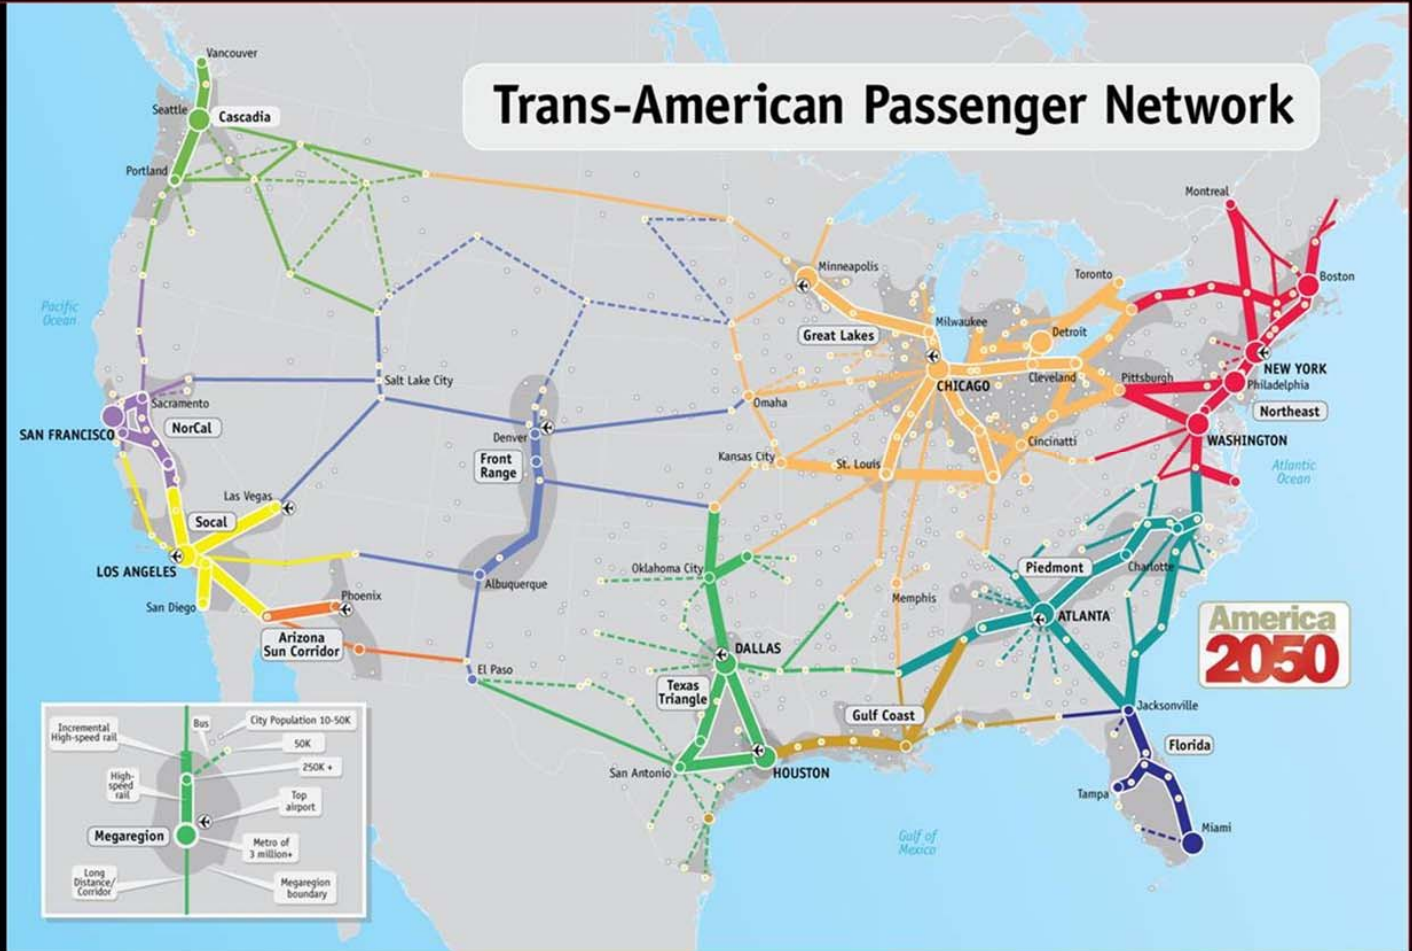 Trans-American Passenger Network
Vancouver
Seattle
Cascadia
Portland
Montreal
Boston
Toronto
Minneapolis
Great Lakes
Milwaukee
Detroit
CHICAGO
Cleveland
Pittsburgh
NEW YORK
Philadelphia
Northeast
WASHINGTON
Pacific
Ocean
Atlantic
Ocean
Salt Lake City
Sacramento
SAN FRANCISCO
NorCal
Omaha
Denver
Front
Range
Kansas City
St. Louis
Cincinatti
Las Vegas
Socal
LOS ANGELES
San Diego
Phoenix
Arizona
Sun Corridor
Albuquerque
El Paso
Oklahoma City
Memphis
Piedmont
Charlotte
ATLANTA
DALLAS
Texas
Triangle
San Antonio
HOUSTON
Gulf Coast
Jacksonville
Florida
Tampa
Miami
Gulf of
Mexico
America
2050
Incremental
High-speed rail
Bus
City Population 10-50K
50K
250K +
High-
speed
rail
Top
airport
Megaregion
Metro of
3 million+
Long
Distance/
Corridor
Megaregion
boundary